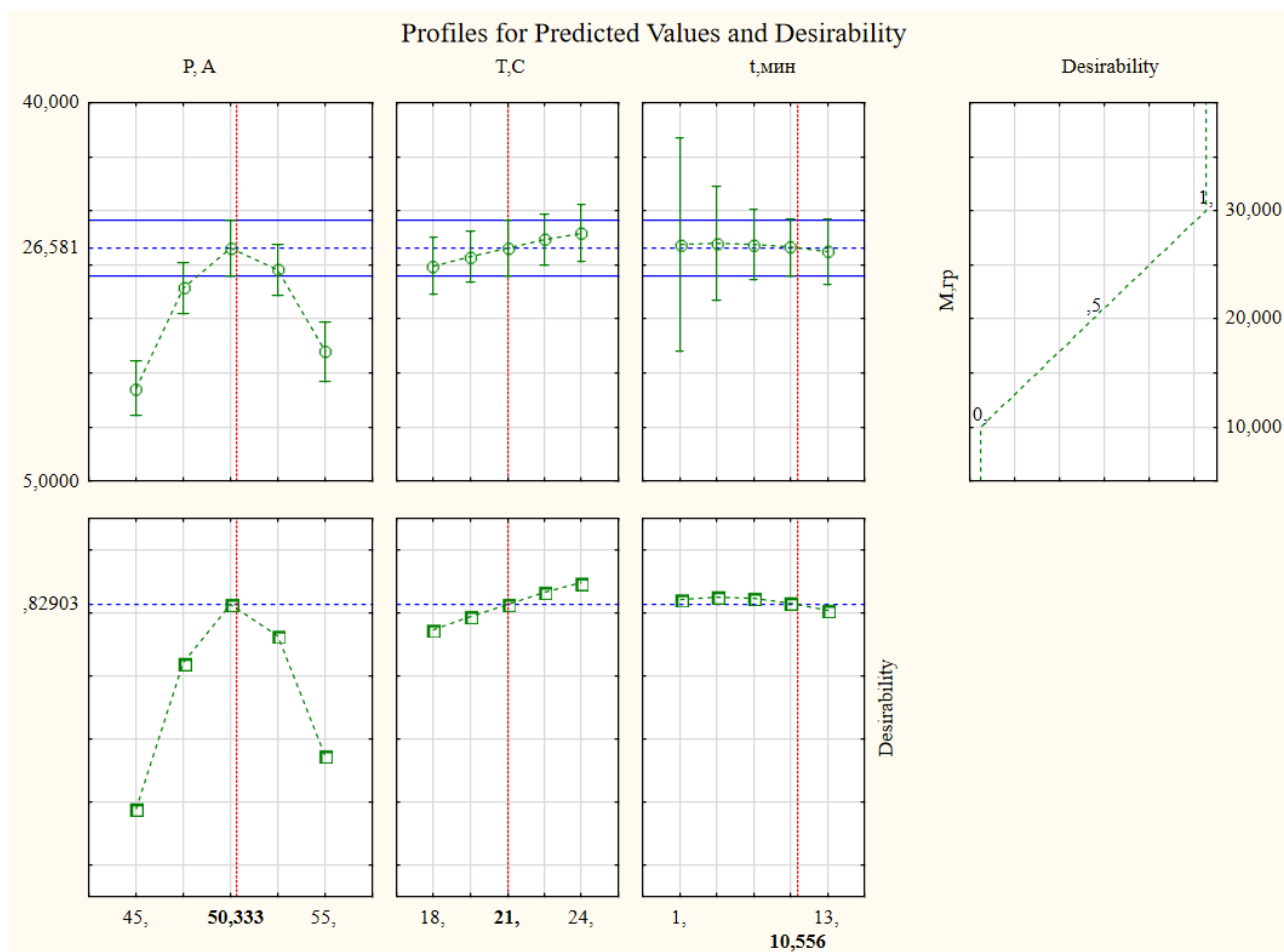 Profiles for Predicted Values and Desirability
P, A
T,C
t,мин
Desirability
40,000
26,581
5,0000
1,
,5
0,
М,гр
30,000
20,000
10,000
,82903
Desirability
45,
50,333
55,
18,
21,
24,
1,
13,
10,556